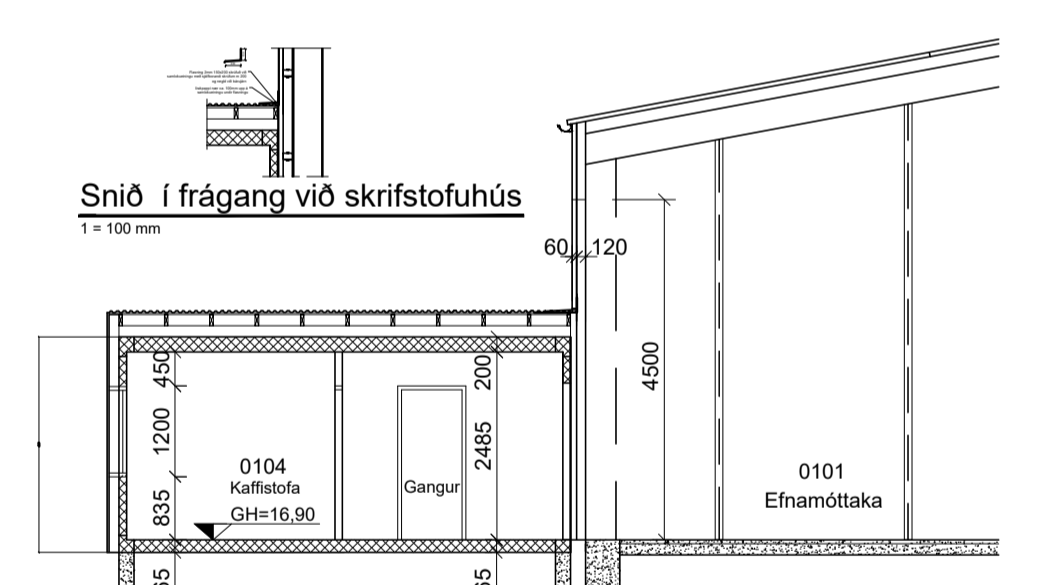 Snið í frágang við skrifstofuhús
1 = 100 mm
60
120
4500
450
200
1200
2485
835
0104
Kaffistofa
GH=16,90
Gangur
0101
Efnamóttaka